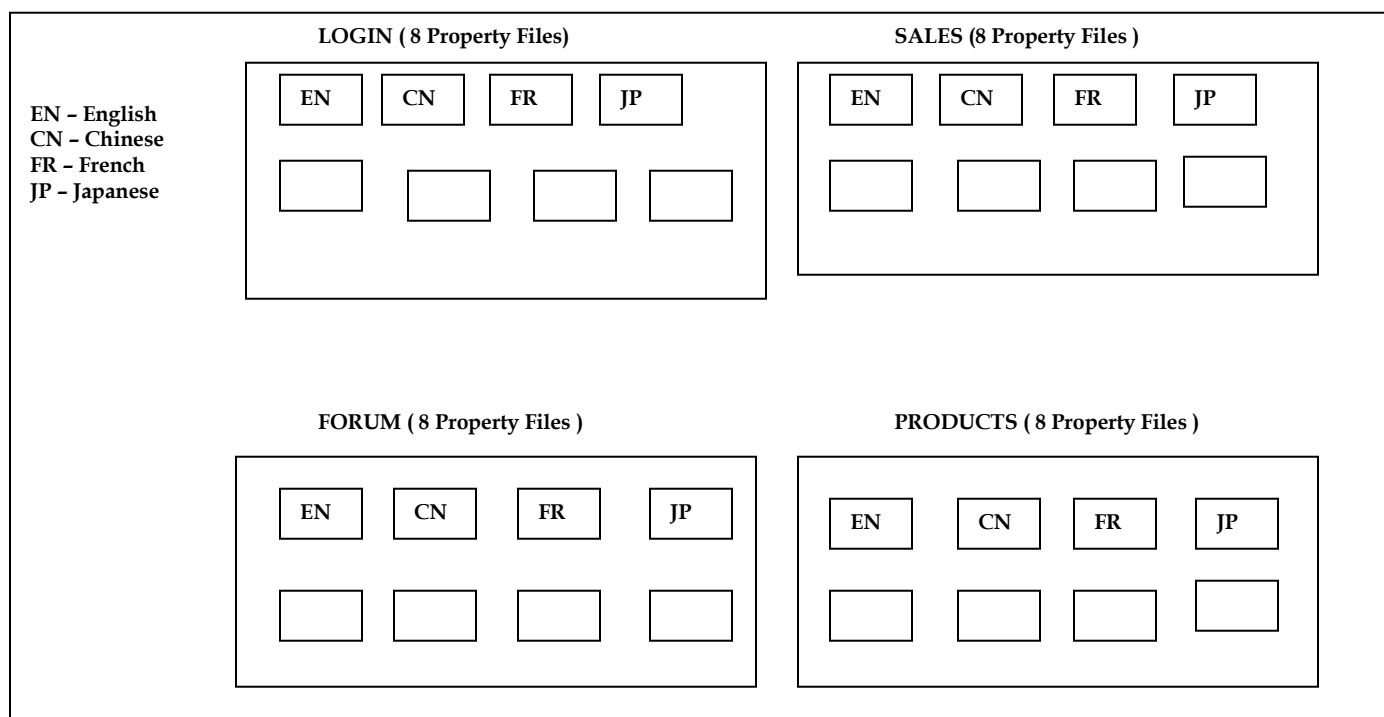 LOGIN ( 8 Property Files)
SALES (8 Property Files )
EN – English
CN – Chinese
FR – French
JP – Japanese
EN CN FR JP
EN CN FR JP
FORUM ( 8 Property Files )
PRODUCTS ( 8 Property Files )
EN CN FR JP
EN CN FR JP